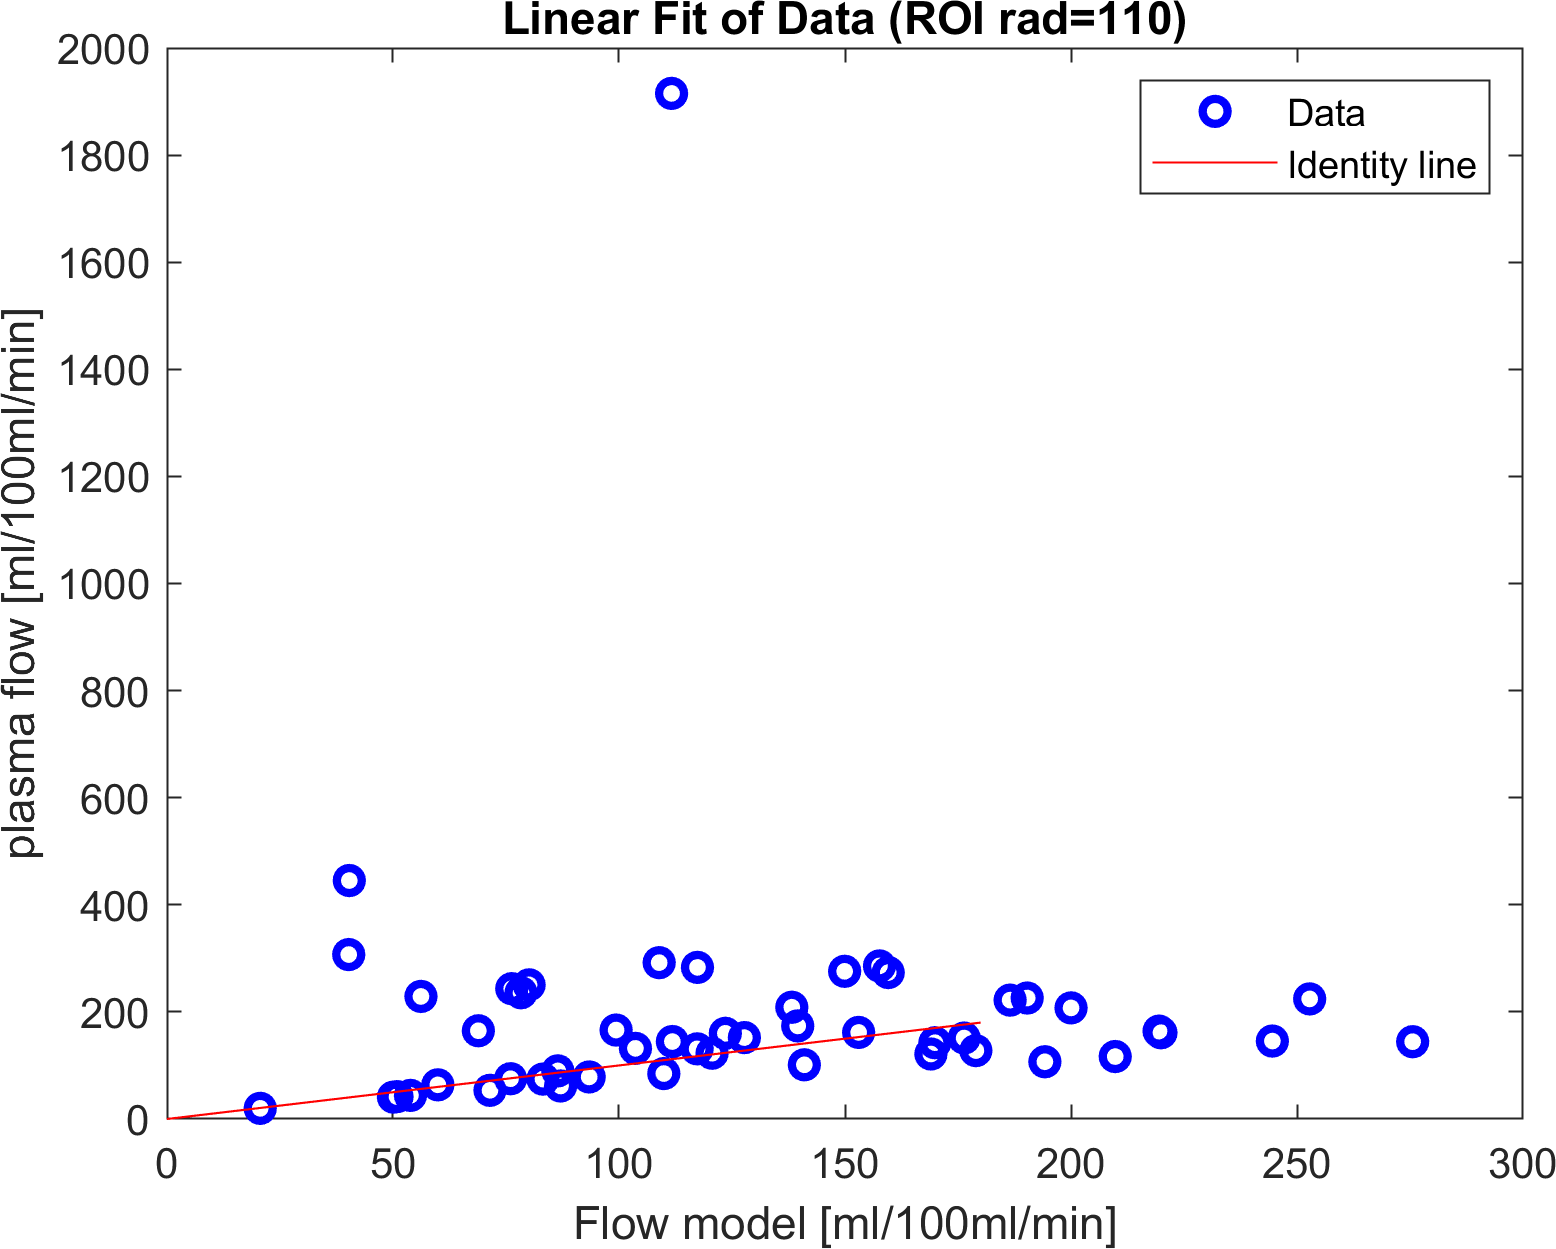 Linear Fit of Data (ROI rad=110)
2000
1800
1600
1400
1200
1000
800
600
400
200
0
plasma flow [ml/100ml/min]
Data
Identity line
0 50 100 150 200 250 300
Flow model [ml/100ml/min]